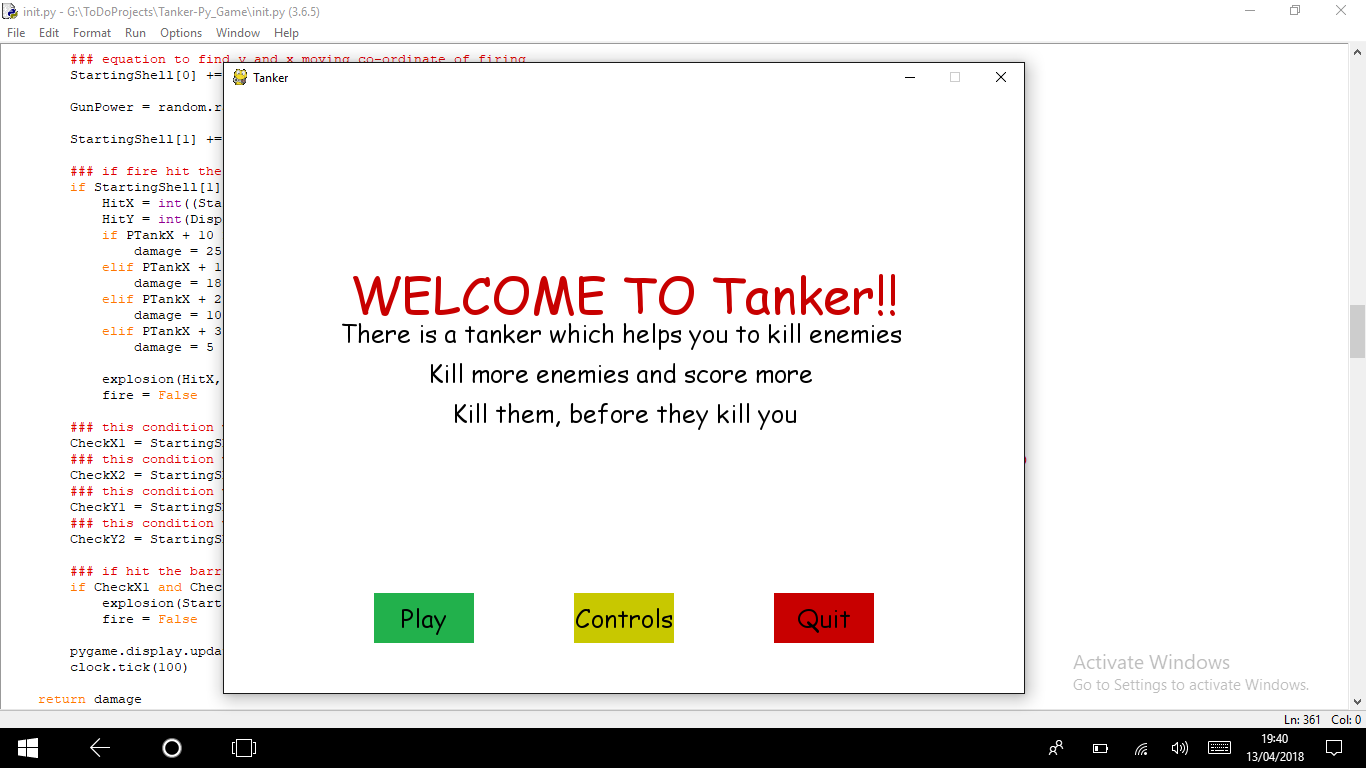 init.py - G:\ToDoProjects\Tanker-Py_Game\init.py (3.6.5)
File Edit Format Run Options Window Help
### equation to find y and x moving co-ordinate of firing
StartingShell[0] +=
GunPower = random.r
StartingShell[1] +=
### if fire hit the
if StartingShell[1]
HitX = int((Sta
HitY = int(Disp
if PTankX + 10
damage = 25
elif PTankX + 1
damage = 18
elif PTankX + 2
damage = 10
elif PTankX + 3
damage = 5
explosion(HitX,
fire = False
### this condition
CheckX1 = StartingS
### this condition
CheckX2 = StartingS
### this condition
CheckY1 = StartingS
### this condition
CheckY2 = StartingS
### if hit the barr
if CheckX1 and Chec
explosion(Start
fire = False
pygame.display.upda
clock.tick(100)
return damage
Tanker
WELCOME TO Tanker!!
There is a tanker which helps you to kill enemies
Kill more enemies and score more
Kill them, before they kill you
Play
Controls
Quit
Activate Windows
Go to Settings to activate Windows.
Ln: 361 Col: 0
19:40
13/04/2018